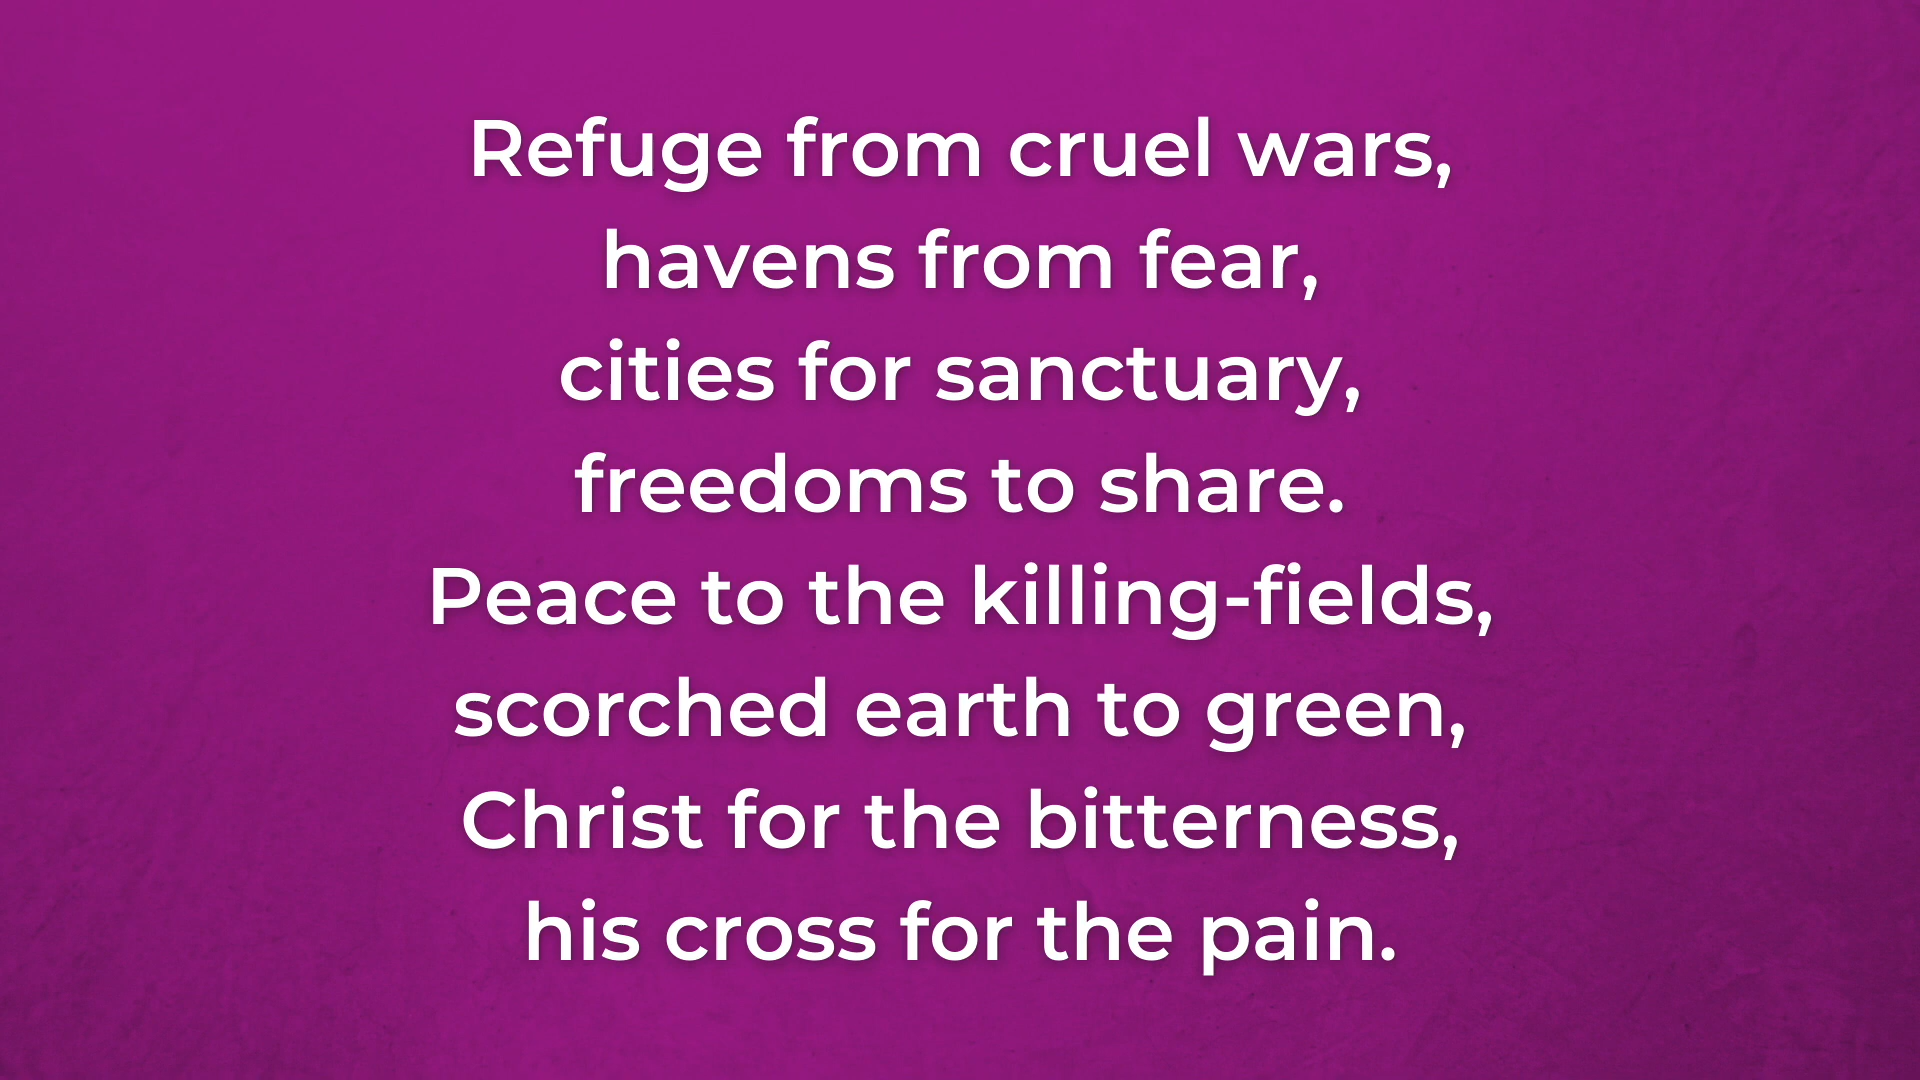 Refuge from cruel wars,
havens from fear,
cities for sanctuary,
freedoms to share.
Peace to the killing-fields,
scorched earth to green,
Christ for the bitterness,
his cross for the pain.